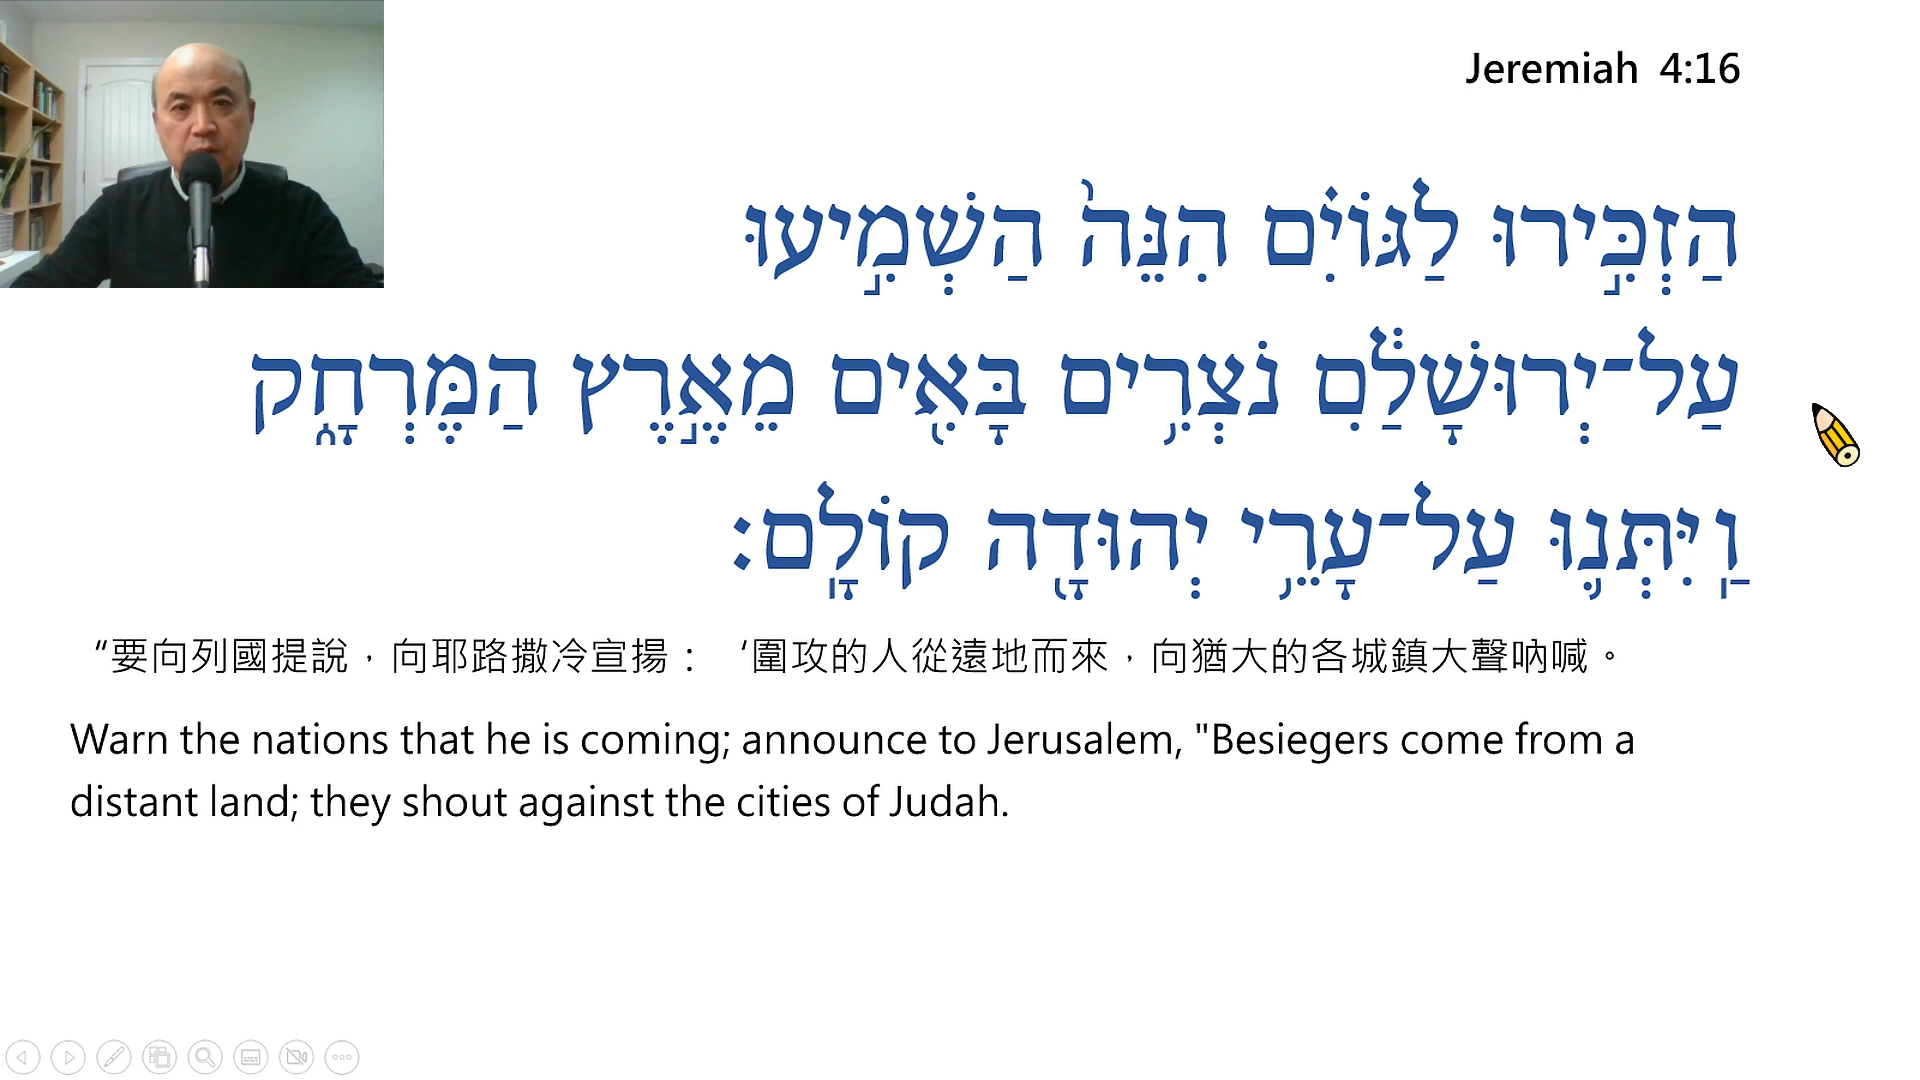 Jeremiah 4:16
הַזְכִּ֣ירוּ לַגּוֹיִ֗ם הִנֵּה֙ הַשְׁמִ֣יעוּ
עַל־יְרוּשָׁלִַ֔ם נֹצְרִ֥ים בָּאִ֖ים מֵאֶ֣רֶץ הַמֶּרְחָ֑ק
וַֽיִּתְּנ֛וּ עַל־עָרֵ֥י יְהוּדָ֖ה קוֹלָֽם׃
“要向列國提說，向耶路撒冷宣揚： ‘圍攻的人從遠地而來，向猶大的各城鎮大聲吶喊。
Warn the nations that he is coming; announce to Jerusalem, "Besiegers come from a
distant land; they shout against the cities of Judah.